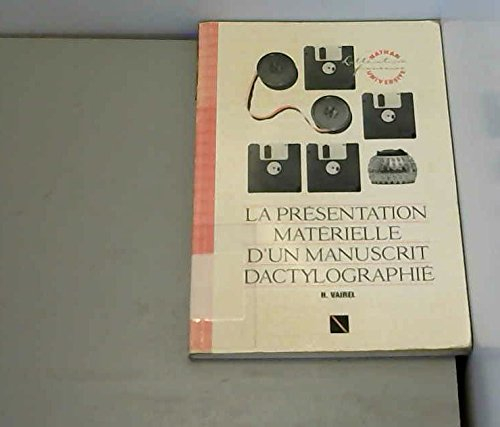 NATHAN
UNIVERSITÉ
LA PRÉSENTATION
MATÉRIELLE
D'UN MANUSCRIT
DACTYLOGRAPHIÉ
H. VAIREL